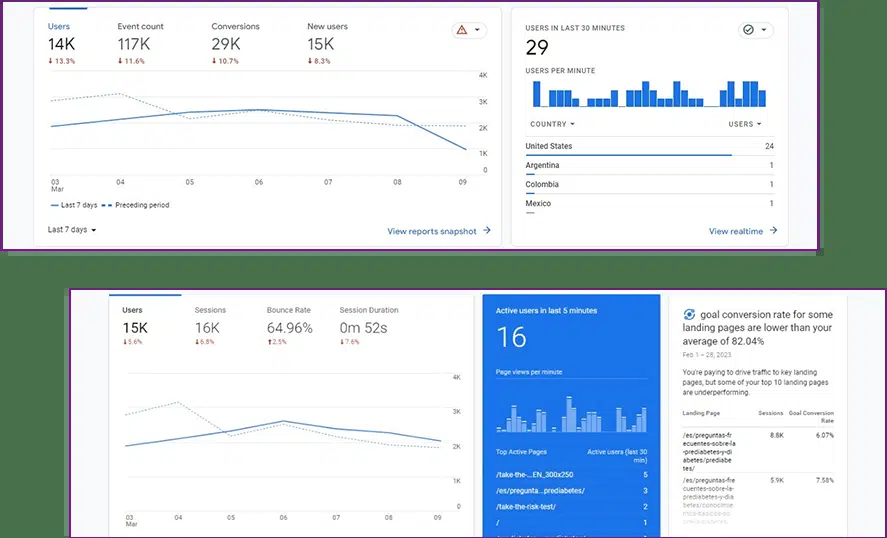 Users Event count Conversions New users
14K 117K 29K 15K
↓ 13.3% ↓ 11.6% ↓ 10.7% ↓ 8.3%
4K
3K
2K
1K
0
03 04 05 06 07 08 09
Mar
Last 7 days Preceding period
Last 7 days
View reports snapshot →
USERS IN LAST 30 MINUTES
29
USERS PER MINUTE
COUNTRY USERS
United States 24
Argentina 1
Colombia 1
Mexico 1
View realtime →
Users Sessions Bounce Rate Session Duration
15K 16K 64.96% 0m 52s
↓5.6% ↓6.8% ↑2.5% ↓7.6%
4K
3K
2K
1K
0
03 04 05 06 07 08 09
Mar
Active users in last 5 minutes
16
Page views per minute
Top Active Pages Active users (last 30
min)
/take-the-...EN_300x250 5
/es/pregunta...prediabetes/ 3
/take-the-risk-test/ 2
/ 1
goal conversion rate for some
landing pages are lower than your
average of 82.04%
Feb 1 – 28, 2023
You're paying to drive traffic to key landing
pages, but some of your top 10 landing pages
are underperforming.
Landing Page Sessions Goal Conversion
Rate
/es/preguntas-fr 8.8K 6.07%
ecuentes-sobre-la
-prediabetes-y-di
abetes/prediabe
tes/
/es/preguntas-fr 5.9K 7.58%
ecuentes-sobre-la-
prediabetes-y-dia
betes/conocimie